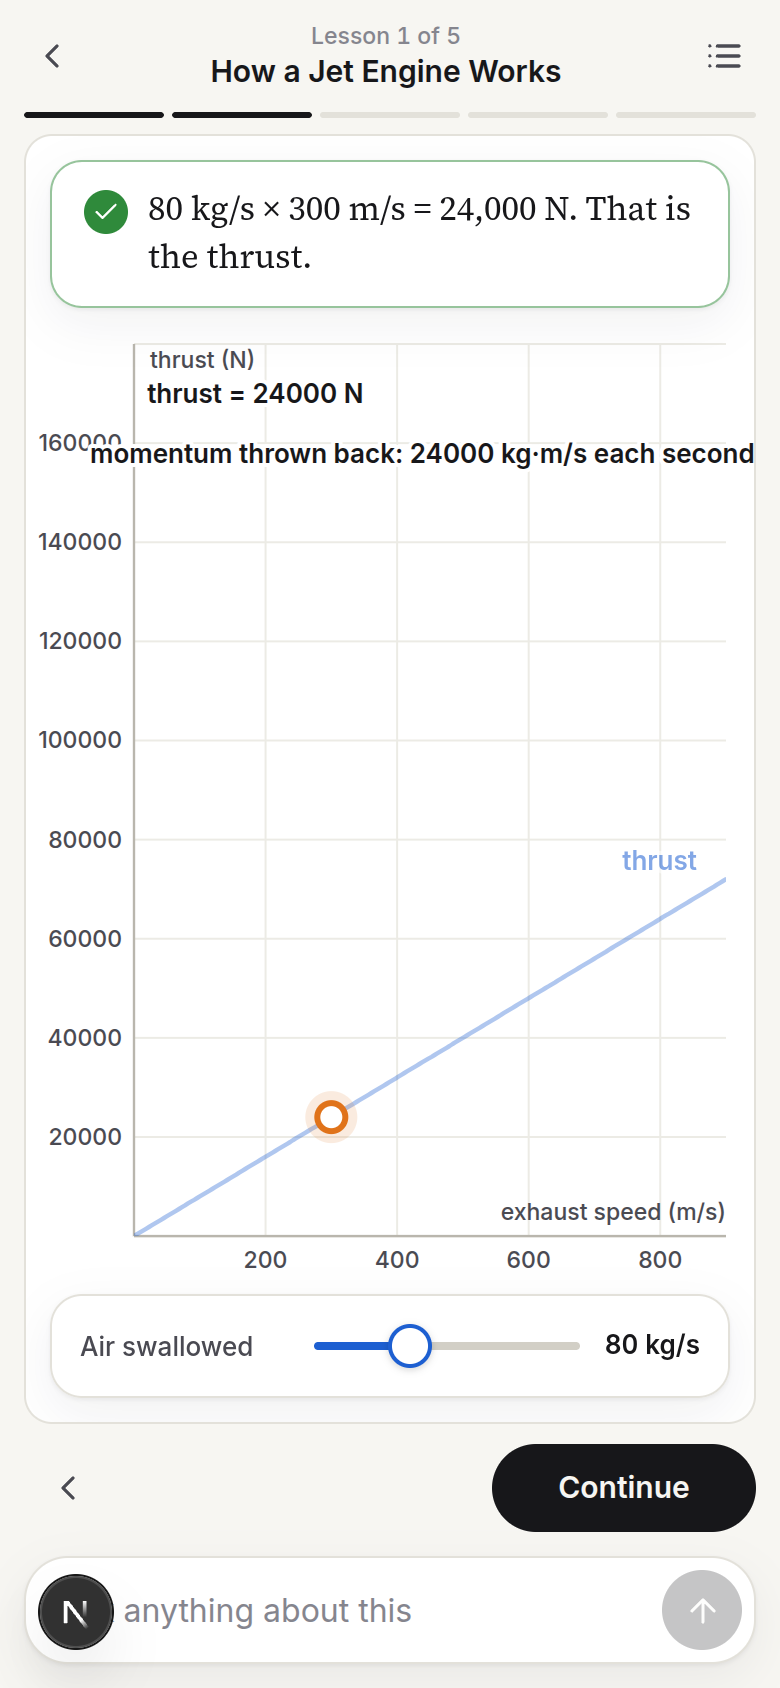 Lesson 1 of 5
How a Jet Engine Works
80 kg/s × 300 m/s = 24,000 N. That is
the thrust.
thrust (N)
thrust = 24000 N
160000
momentum thrown back: 24000 kg·m/s each second
140000
120000
100000
80000
thrust
60000
40000
20000
exhaust speed (m/s)
200 400 600 800
Air swallowed 80 kg/s
Continue
N anything about this